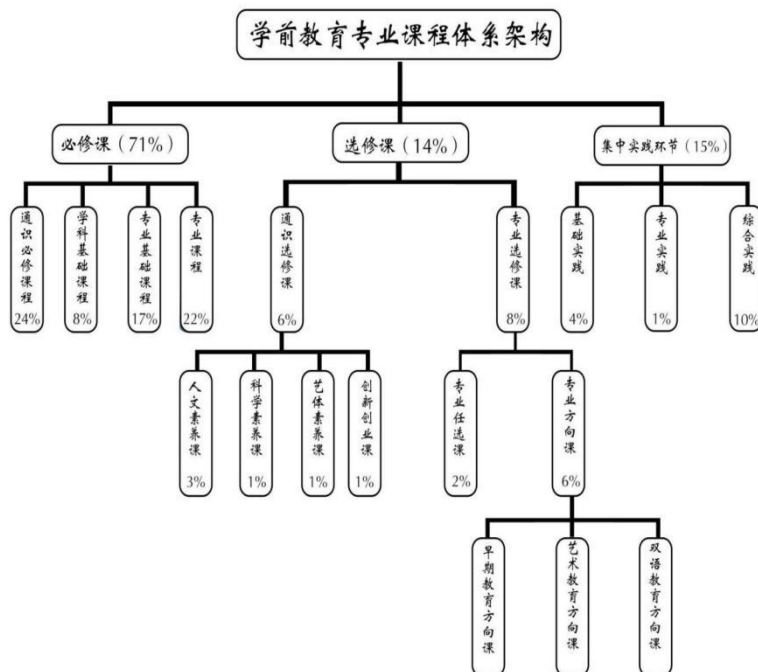 学前教育专业课程体系架构
必修课(71%)
选修课(14%)
集中实践环节(15%)
通识必修课程
24%
学科基础课程
8%
专业基础课程
17%
专业课程
22%
通识选修课
6%
专业选修课
8%
基础实践
4%
专业实践
1%
综合实践
10%
人文素养课
3%
科学素养课
1%
艺体素养课
1%
创新创业课
1%
专业任选课
2%
专业方向课
6%
早期教育方向课
艺术教育方向课
双语教育方向课